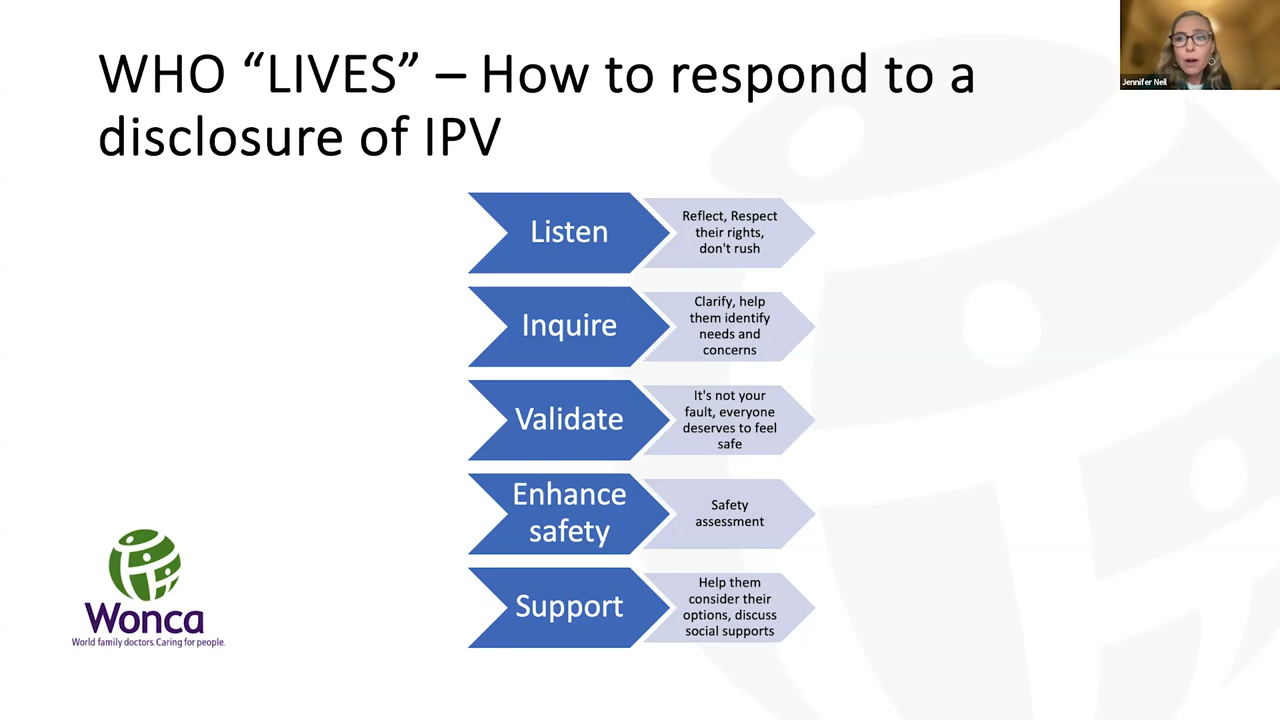 WHO “LIVES” – How to respond to a
disclosure of IPV
Jennifer Neil
Listen
Reflect, Respect
their rights,
don't rush
Inquire
Clarify, help
them identify
needs and
concerns
Validate
It's not your
fault, everyone
deserves to feel
safe
Enhance
safety
Safety
assessment
Support
Help them
consider their
options, discuss
social supports
Wonca
World family doctors. Caring for people.